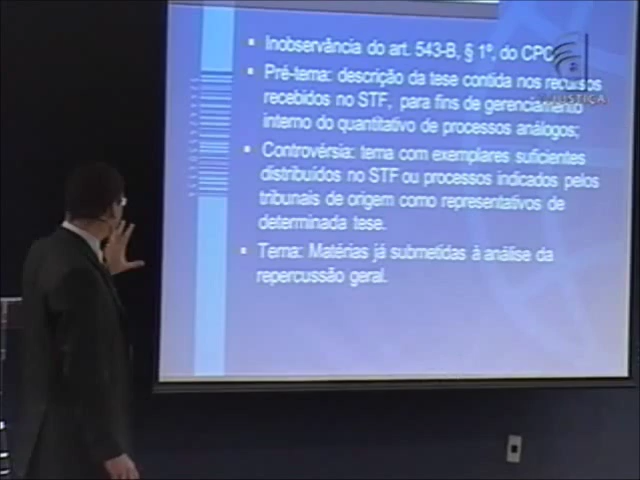 Inobservância do art. 543-B, § 1º, do CPC
Pré-tema: descrição da tese contida nos recursos
recebidos no STF, para fins de gerenciamento
interno do quantitativo de processos análogos;
Controvérsia: tema com exemplares suficientes
distribuídos no STF ou processos indicados pelos
tribunais de origem como representativos de
determinada tese.
Tema: Matérias já submetidas à análise da
repercussão geral.